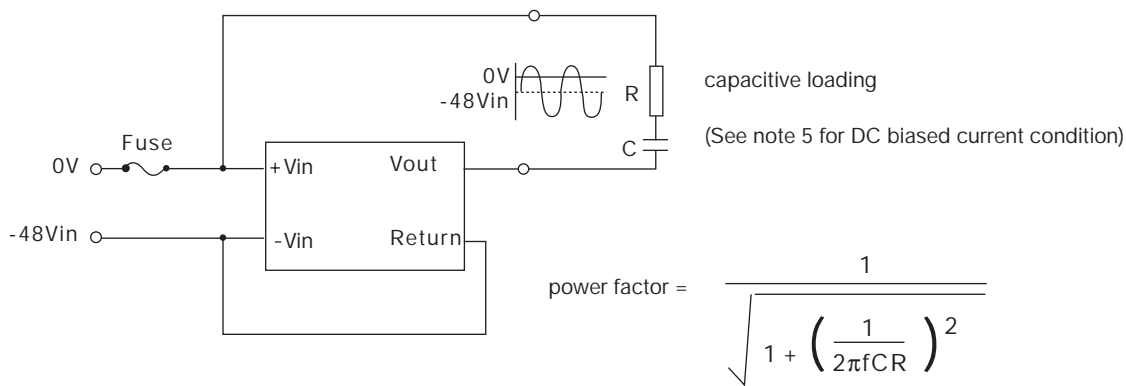 0V
-48Vin
R
capacitive loading
C
(See note 5 for DC biased current condition)
Fuse
0V
+Vin
Vout
-48Vin
-Vin
Return
power factor =
1
1 + ( 1 / 2πfCR ) 2